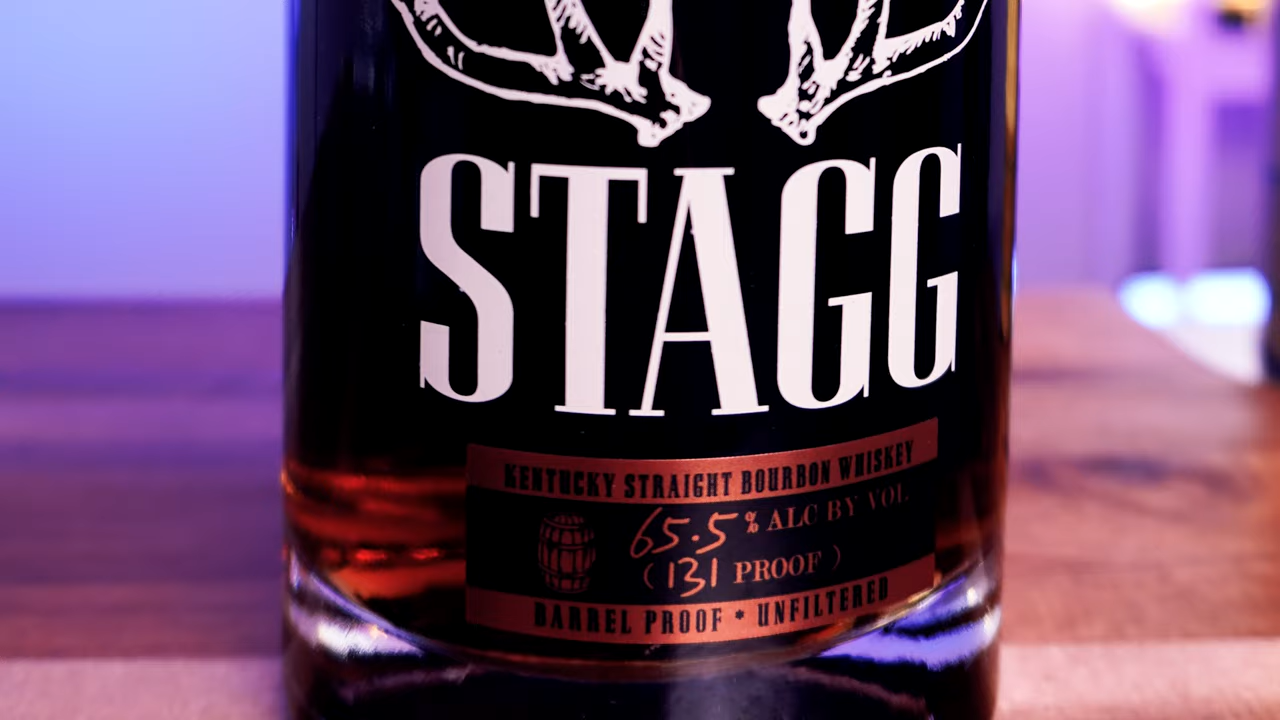 STAGG
KENTUCKY STRAIGHT BOURBON WHISKEY
65.5% ALC BY VOL
(131 PROOF)
BARREL PROOF * UNFILTERED